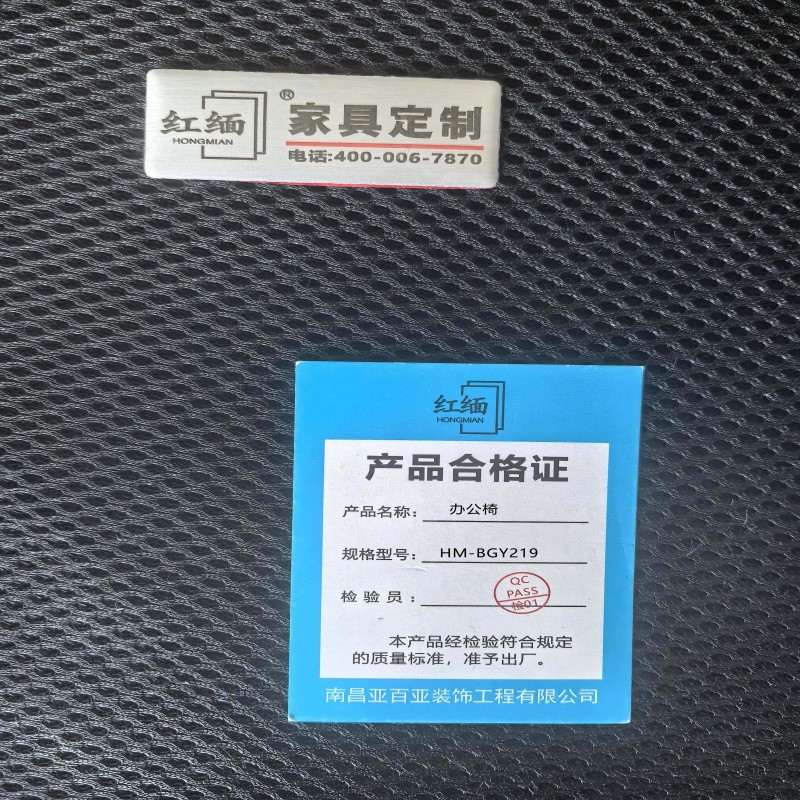 红缅
HONGMIAN
®
家具定制
电话:400-006-7870
红缅
HONGMIAN
产品合格证
产品名称: 办公椅
规格型号: HM-BGY219
检验员:
QC
PASS
检01
本产品经检验符合规定
的质量标准，准予出厂。
南昌亚百亚装饰工程有限公司